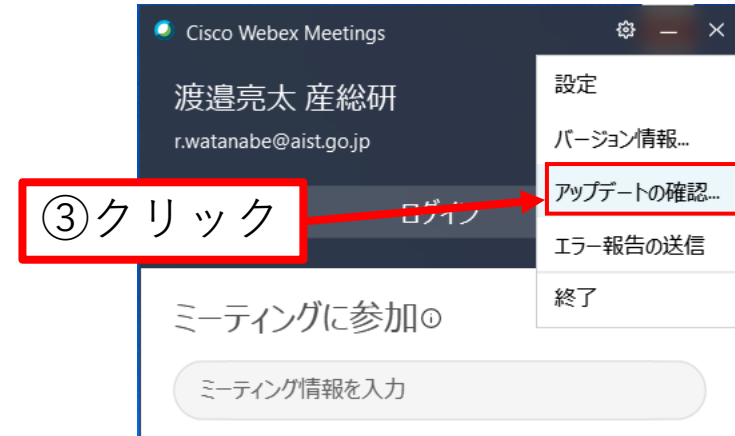 Cisco Webex Meetings
渡邉亮太 産総研
r.watanabe@aist.go.jp
設定
バージョン情報...
アップデートの確認...
エラー報告の送信
終了
③クリック
ログイン
ミーティングに参加
ミーティング情報を入力